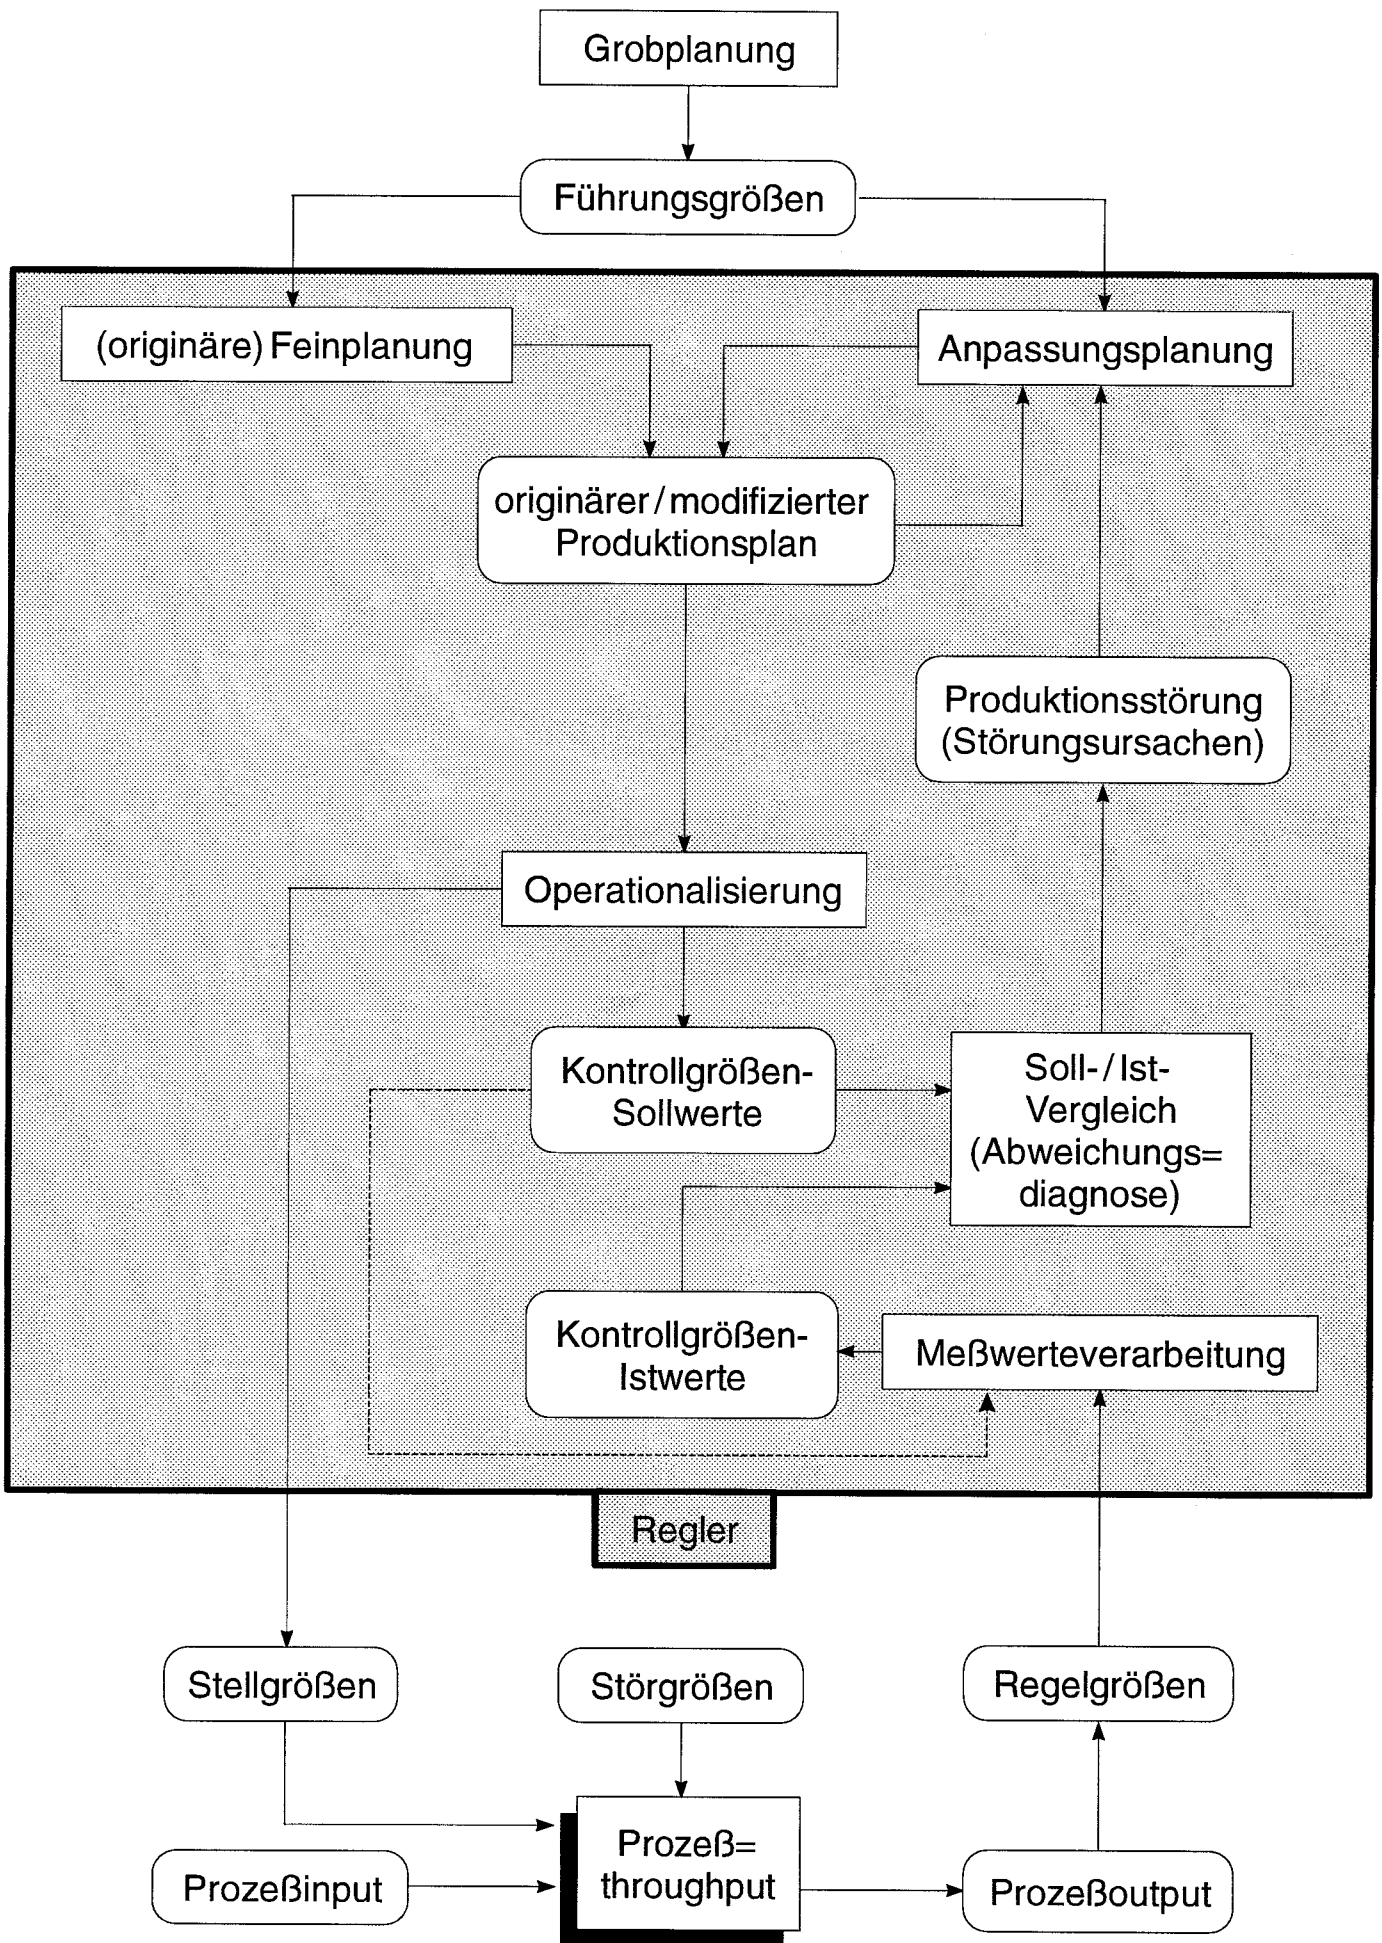 Grobplanung
Führungsgrößen
(originäre) Feinplanung
Anpassungsplanung
originärer / modifizierter
Produktionsplan
Produktionsstörung
(Störungsursachen)
Operationalisierung
Kontrollgrößen-
Sollwerte
Soll- / Ist-
Vergleich
(Abweichungs=
diagnose)
Kontrollgrößen-
Istwerte
Meßwerteverarbeitung
Regler
Stellgrößen
Störgrößen
Regelgrößen
Prozeß=
throughput
Prozeßinput
Prozeßoutput